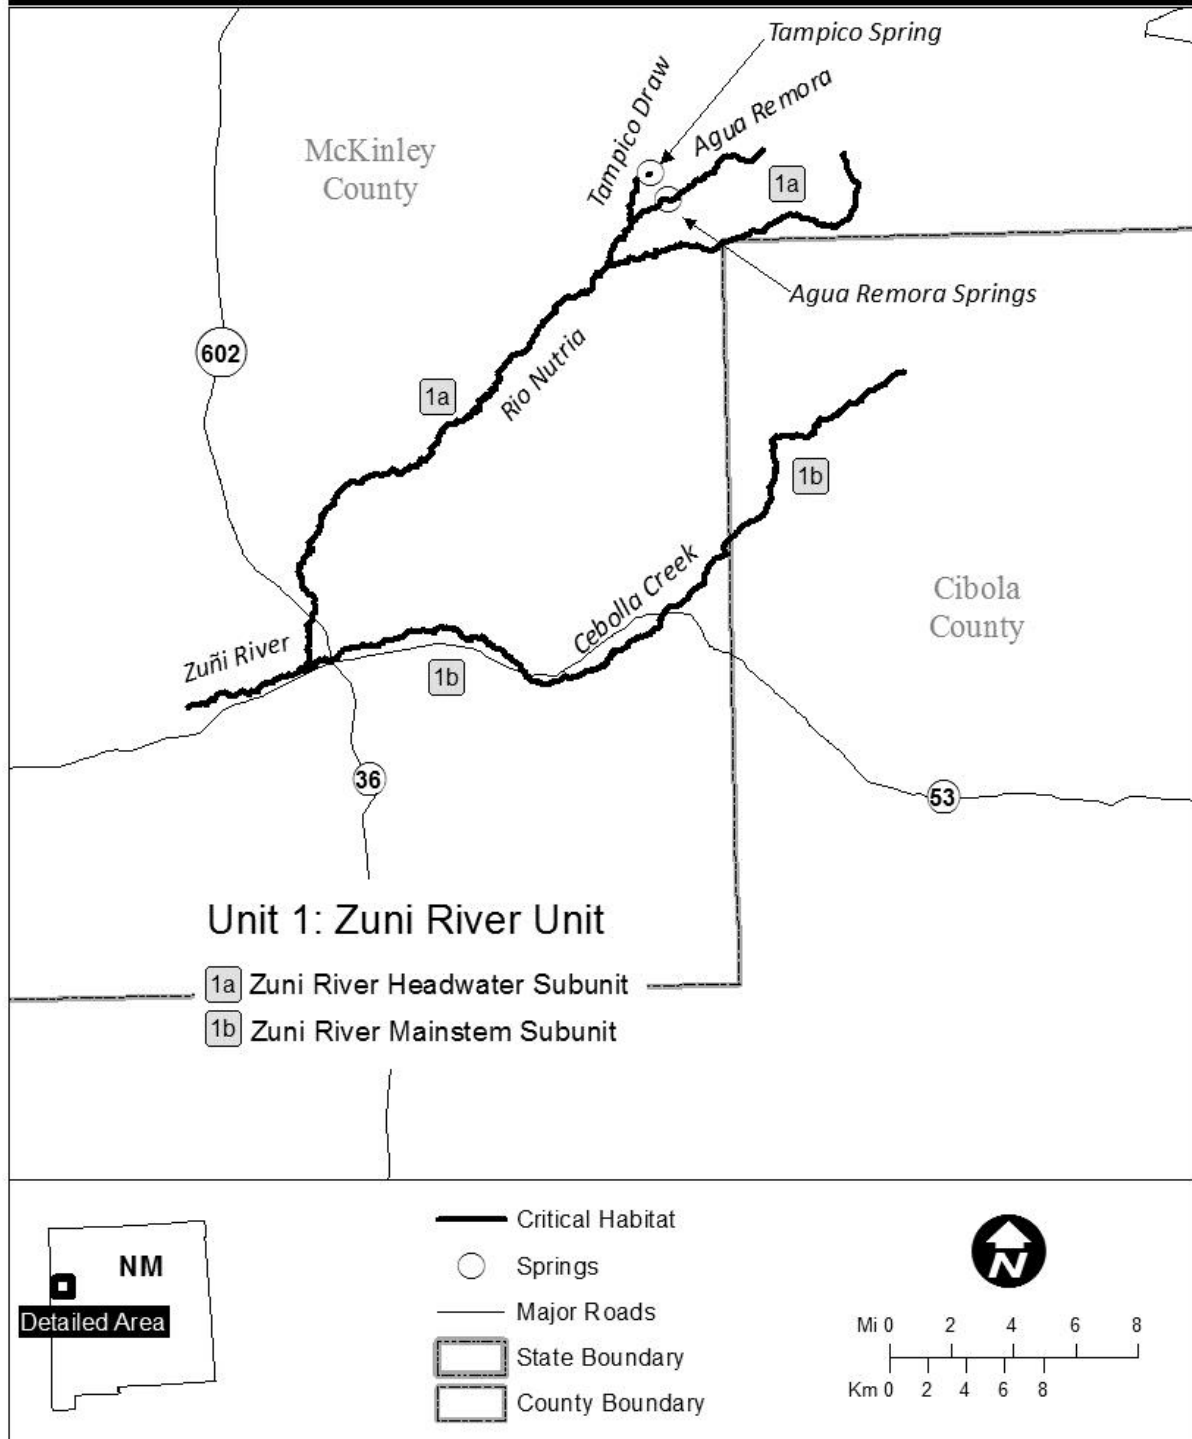 Tampico Spring
Tampico Draw
Agua Remora
McKinley
County
1a
Agua Remora Springs
602
1a
Rio Nutria
1b
Cebolla Creek
Cibola
County
Zuñi River
1b
36
53
Unit 1: Zuni River Unit
1a Zuni River Headwater Subunit
1b Zuni River Mainstem Subunit
NM
Detailed Area
Critical Habitat
Springs
Major Roads
State Boundary
County Boundary
N
Mi 0 2 4 6 8
Km 0 2 4 6 8